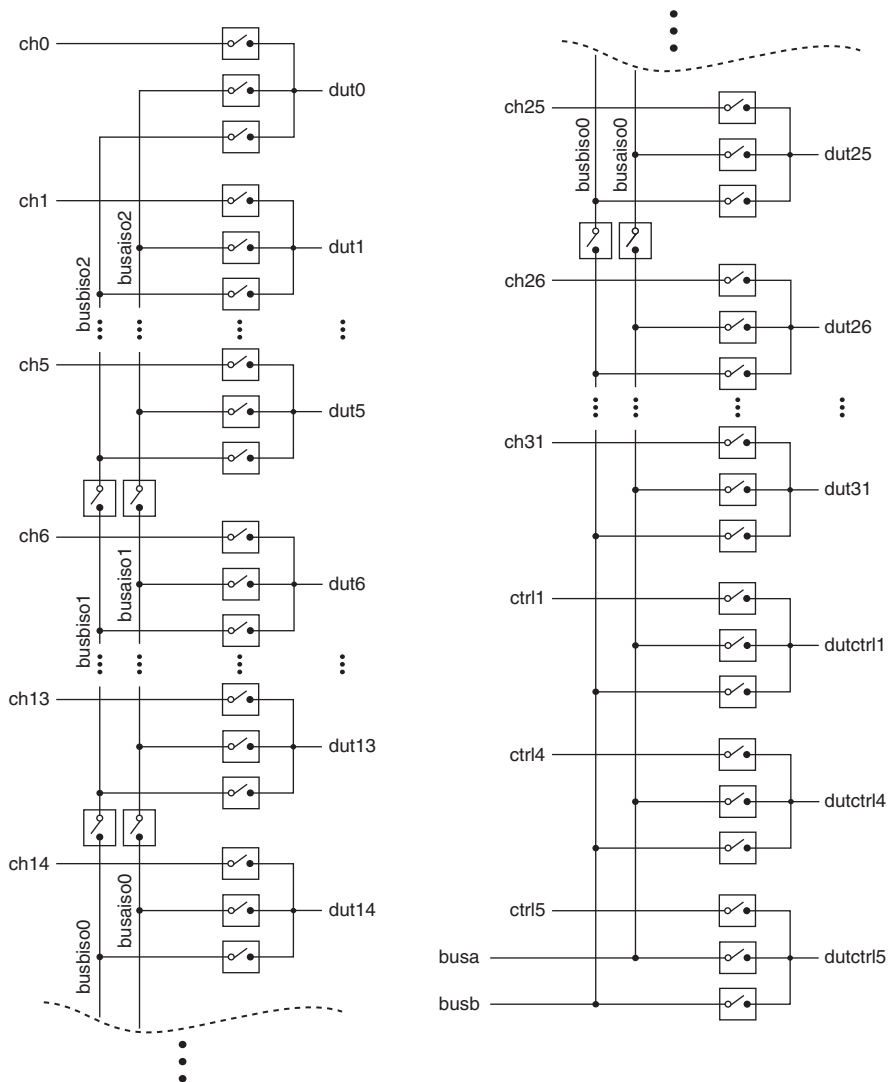 ch0
dut0
ch1
busbiso2
busaiso2
dut1
ch5
dut5
ch6
busbiso1
busaiso1
dut6
ch13
dut13
ch14
busbiso0
busaiso0
dut14
ch25
busbiso0
busaiso0
dut25
ch26
dut26
ch31
dut31
ctrl1
dutctrl1
ctrl4
dutctrl4
ctrl5
busa
dutctrl5
busb